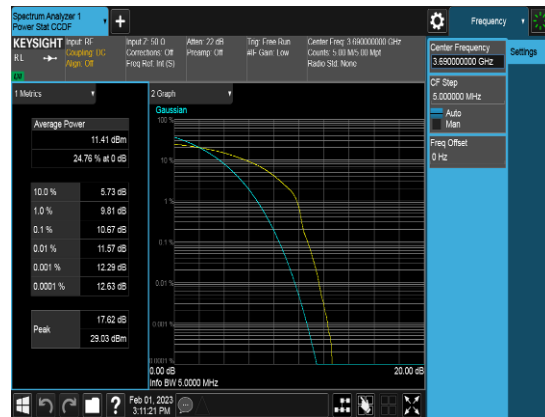 Spectrum Analyzer 1
Power Stat CCDF
Frequency
KEYSIGHT
Input: RF
Coupling: DC
Align: Off
Input Z: 50 Ω
Corrections: Off
Freq Ref: Int (S)
Atten: 22 dB
Preamp: Off
Trig: Free Run
#IF Gain: Low
Center Freq: 3.690000000 GHz
Counts: 5.00 M/5.00 Mpt
Radio Std: None
R L
Center Frequency
3.690000000 GHz
Settings
CF Step
5.000000 MHz
Auto
Man
Freq Offset
0 Hz
1 Metrics
Average Power
11.41 dBm
24.76 % at 0 dB
10.0 % 5.73 dB
1.0 % 9.81 dB
0.1 % 10.67 dB
0.01 % 11.57 dB
0.001 % 12.29 dB
0.0001 % 12.63 dB
Peak
17.62 dB
29.03 dBm
2 Graph
Gaussian
100 %
10 %
1 %
0.1 %
0.01 %
0.001 %
0.0001 %
0.00 dB
20.00 dB
Info BW 5.0000 MHz
?
Feb 01, 2023
3:11:21 PM